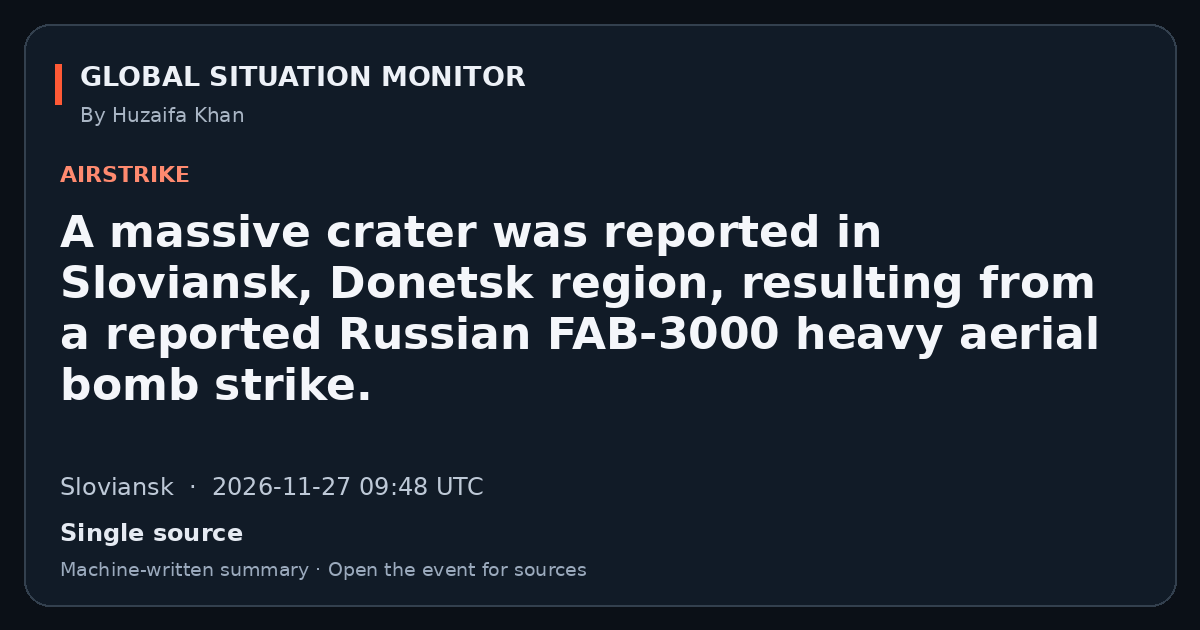 GLOBAL SITUATION MONITOR
By Huzaifa Khan
AIRSTRIKE
A massive crater was reported in
Sloviansk, Donetsk region, resulting from
a reported Russian FAB-3000 heavy aerial
bomb strike.
Sloviansk · 2026-11-27 09:48 UTC
Single source
Machine-written summary · Open the event for sources